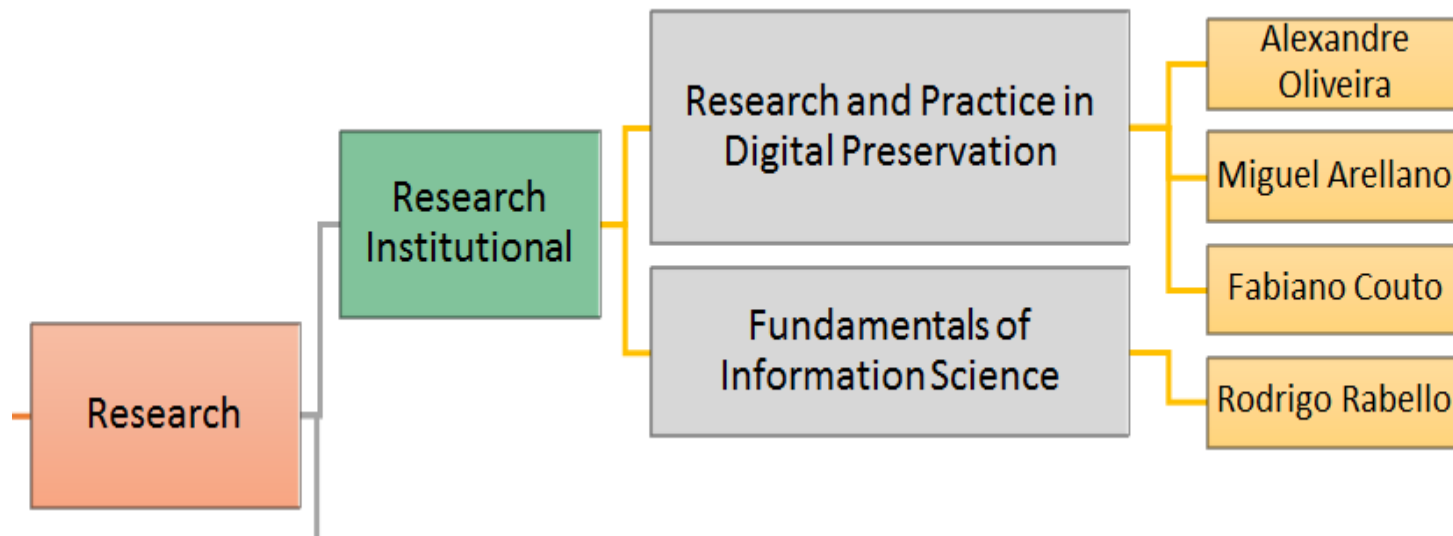 Research
Research
Institutional
Research and Practice in
Digital Preservation
Fundamentals of
Information Science
Alexandre
Oliveira
Miguel Arellano
Fabiano Couto
Rodrigo Rabello